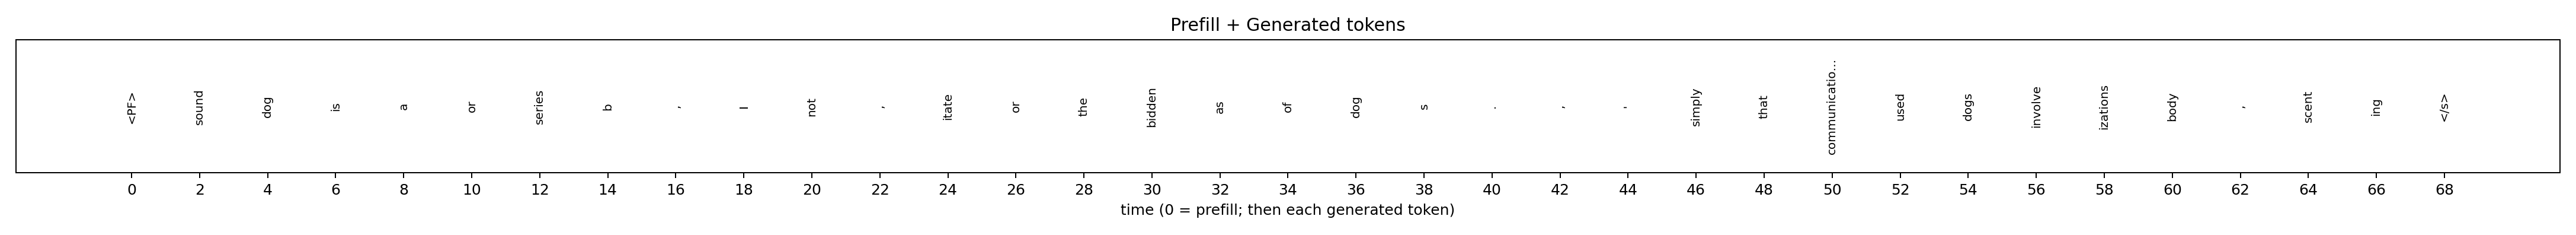 Prefill + Generated tokens
<PF> sound dog is a or series b , I not , itate or the bidden as of dog s . , , simply that communicatio... used dogs involve izations body , scent ing </s>
0 2 4 6 8 10 12 14 16 18 20 22 24 26 28 30 32 34 36 38 40 42 44 46 48 50 52 54 56 58 60 62 64 66 68
time (0 = prefill; then each generated token)